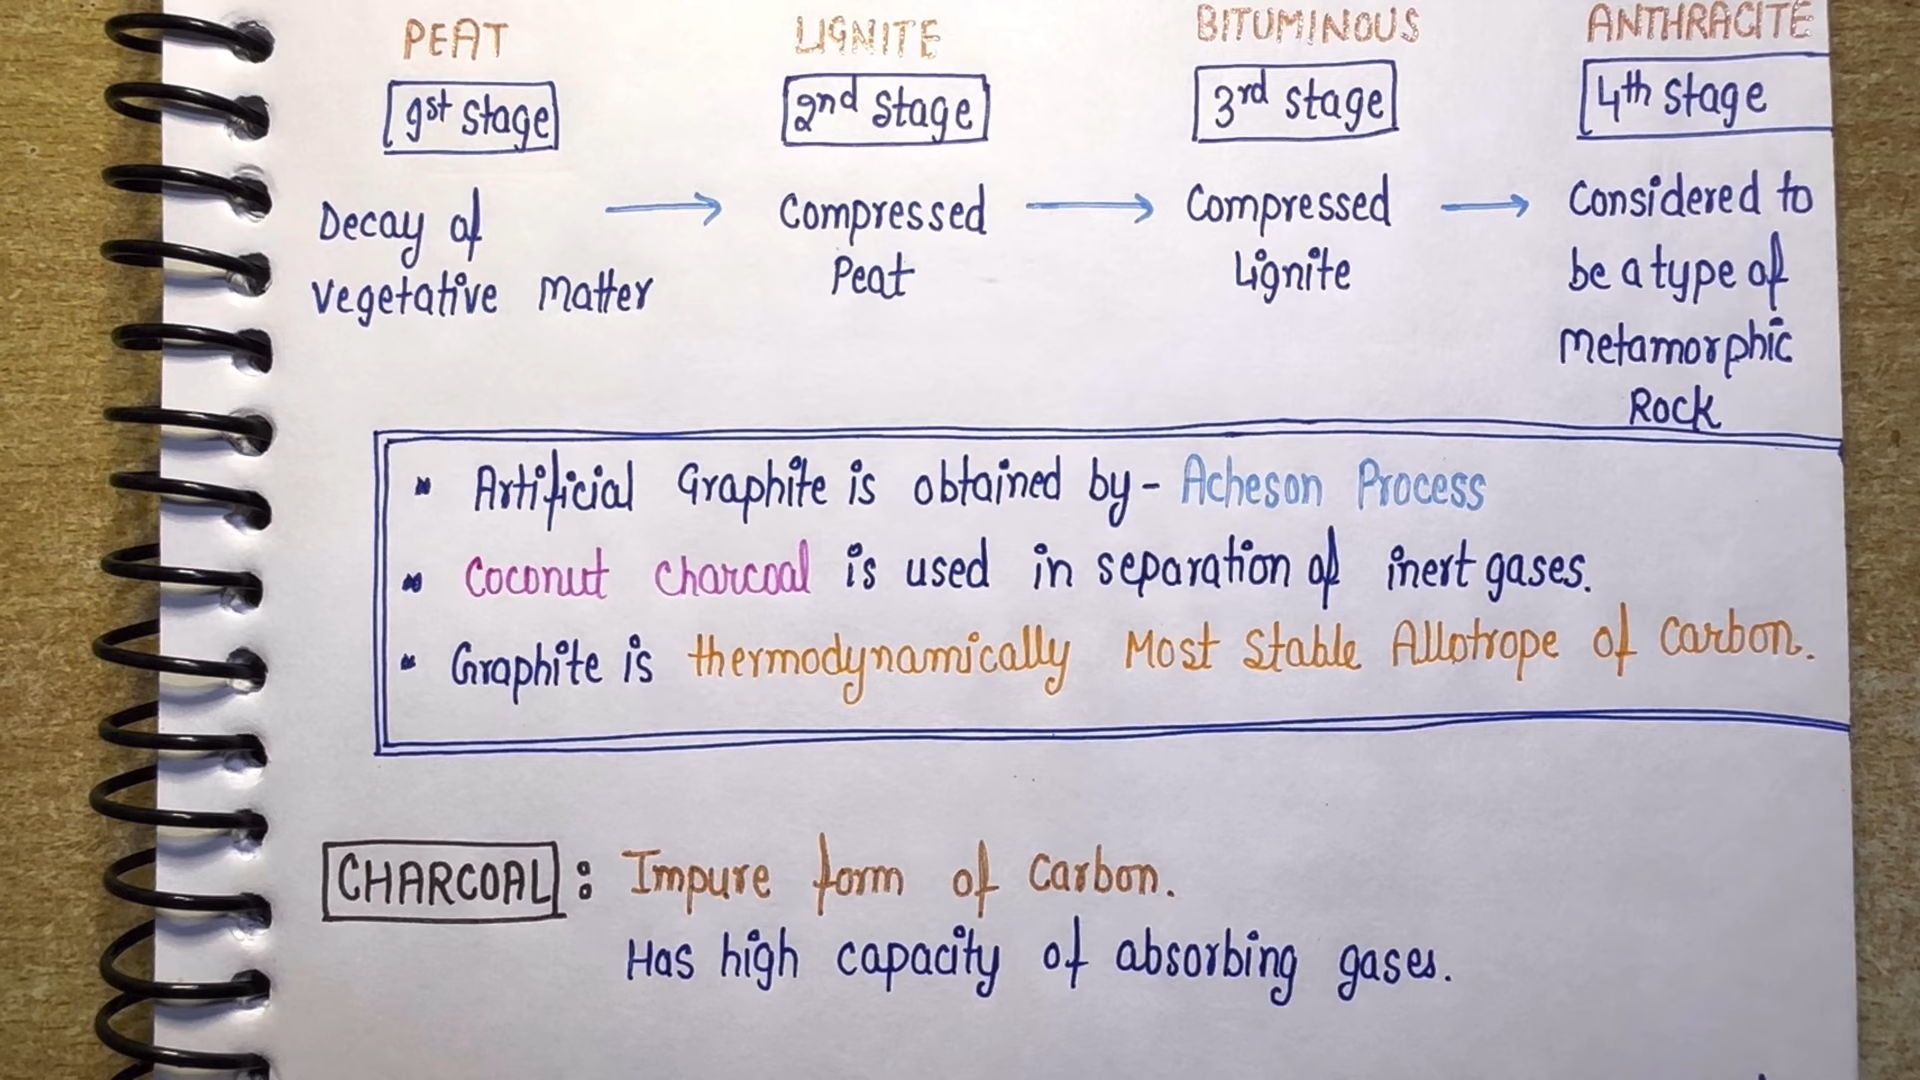 PEAT LIGNITE BITUMINOUS ANTHRACITE
1st Stage 2nd Stage 3rd Stage 4th Stage
Decay of → Compressed → Compressed → Considered to
Vegetative Matter Peat Lignite be a type of
Metamorphic
Rock
Artificial Graphite is obtained by - Acheson Process
Coconut Charcoal is used in separation of inert gases.
Graphite is thermodynamically Most Stable Allotrope of Carbon.
CHARCOAL : Impure form of Carbon.
Has high capacity of absorbing gases.